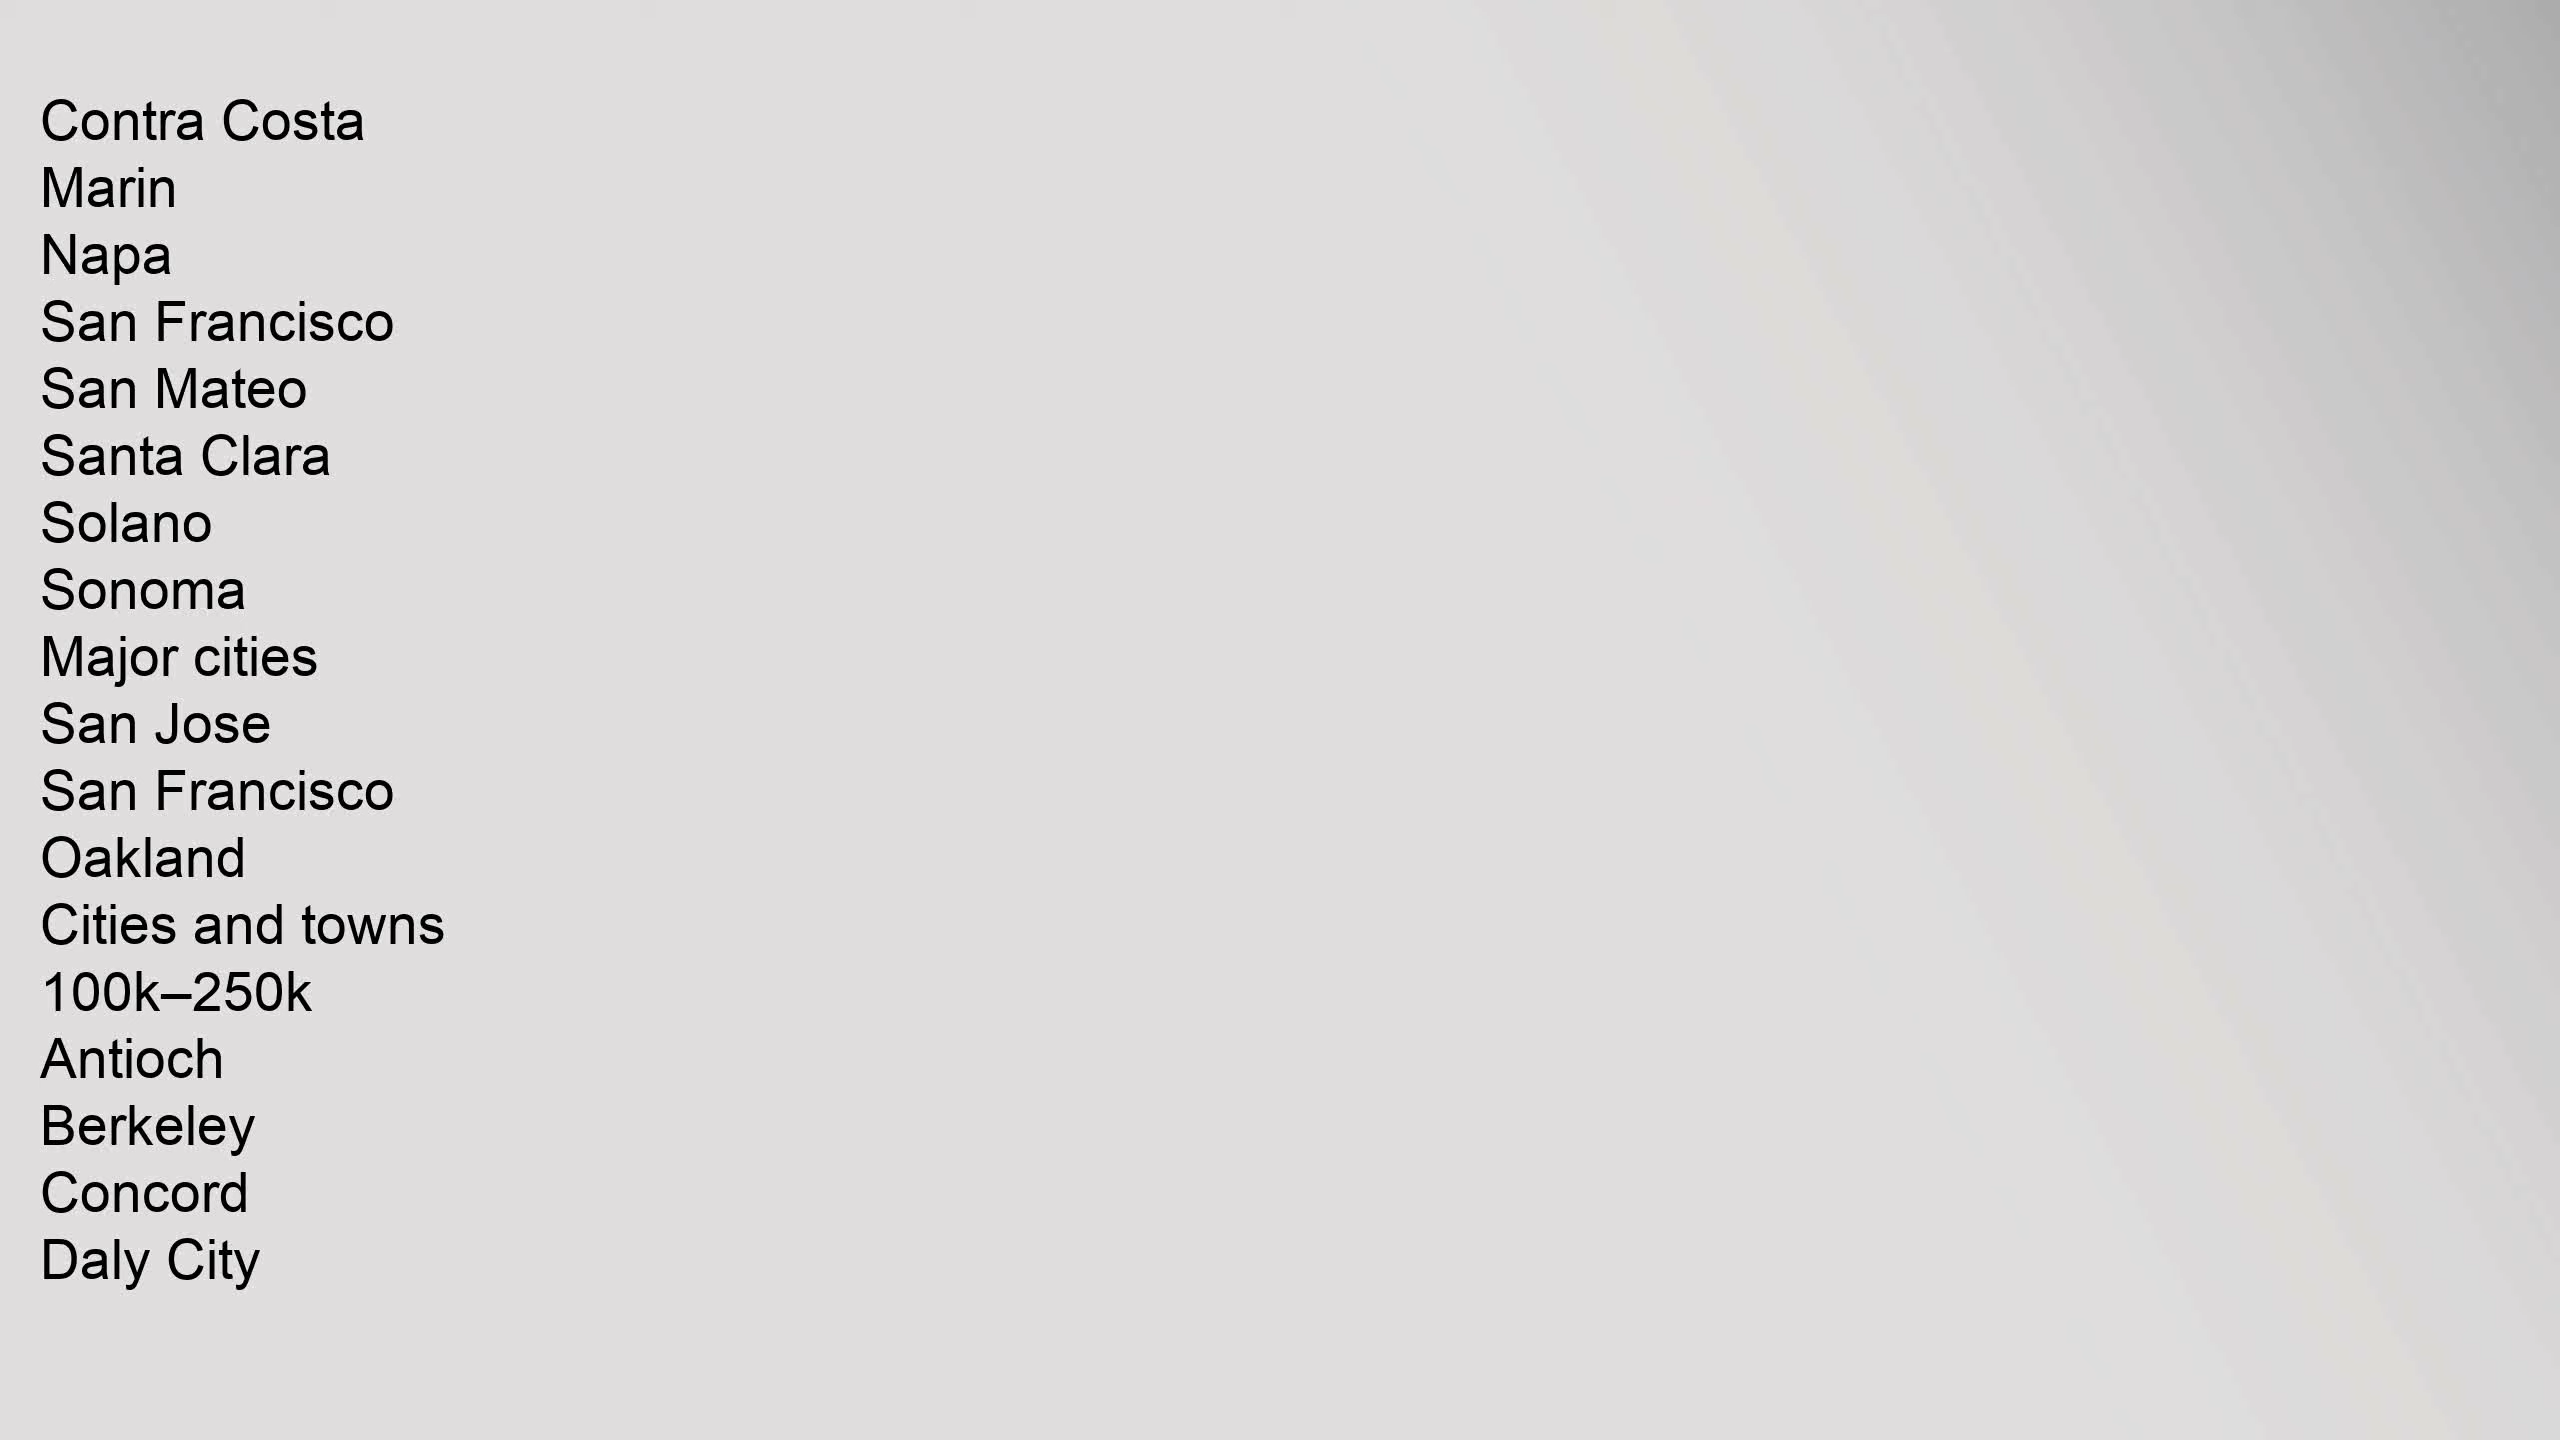 Contra Costa
Marin
Napa
San Francisco
San Mateo
Santa Clara
Solano
Sonoma
Major cities
San Jose
San Francisco
Oakland
Cities and towns
100k–250k
Antioch
Berkeley
Concord
Daly City